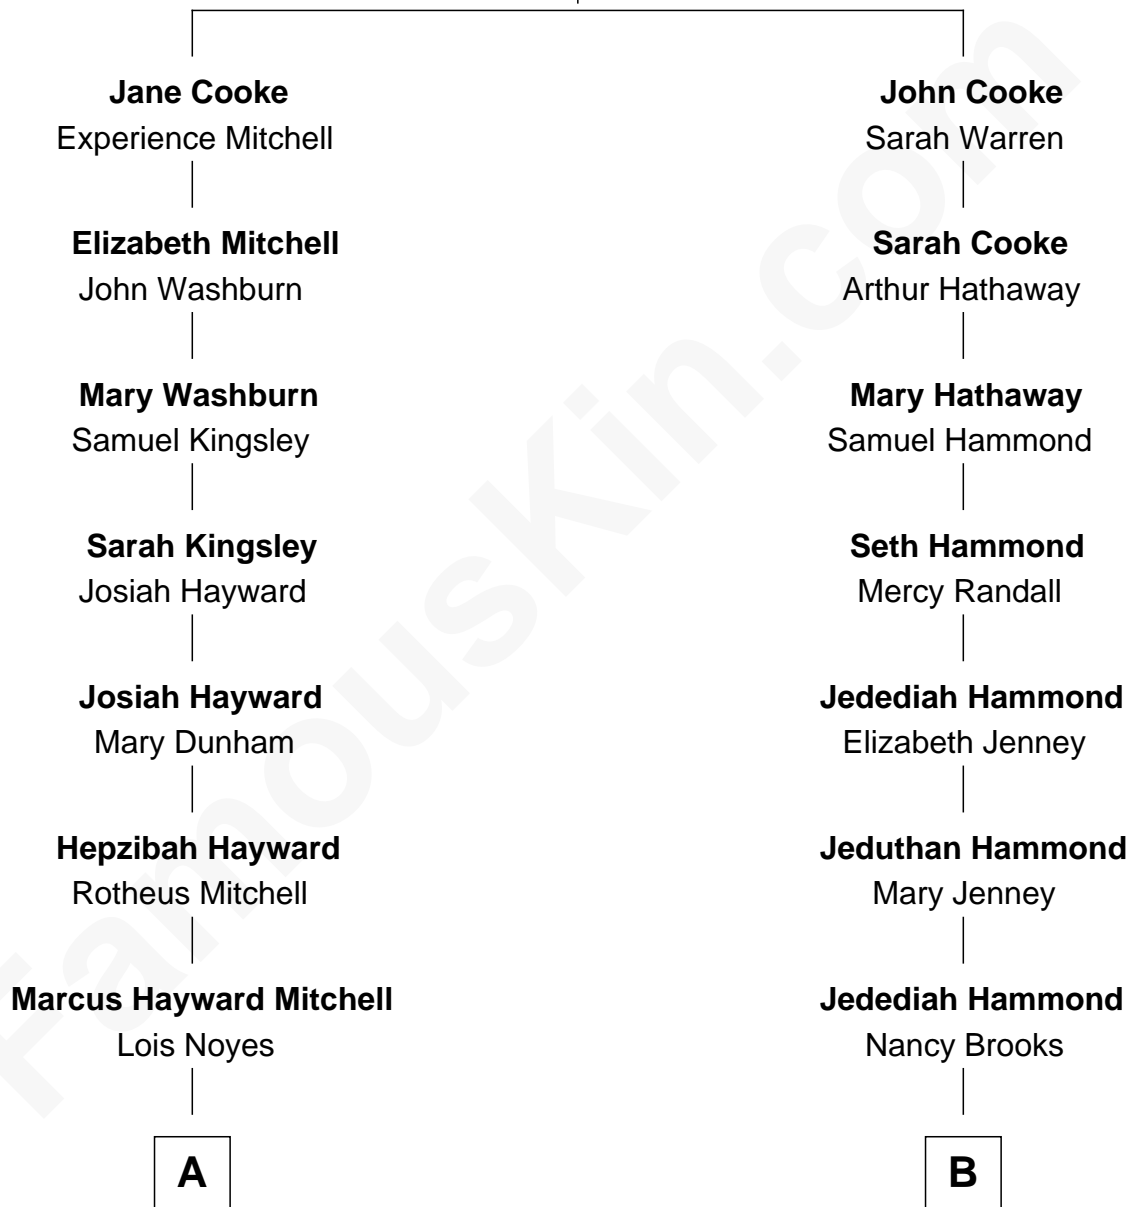 Jane Cooke
Experience Mitchell
John Cooke
Sarah Warren
Elizabeth Mitchell
John Washburn
Sarah Cooke
Arthur Hathaway
Mary Washburn
Samuel Kingsley
Mary Hathaway
Samuel Hammond
Sarah Kingsley
Josiah Hayward
Seth Hammond
Mercy Randall
Josiah Hayward
Mary Dunham
Jedediah Hammond
Elizabeth Jenney
Hepzibah Hayward
Rotheus Mitchell
Jeduthan Hammond
Mary Jenney
Marcus Hayward Mitchell
Lois Noyes
Jedediah Hammond
Nancy Brooks
A
B
FamousKin.com